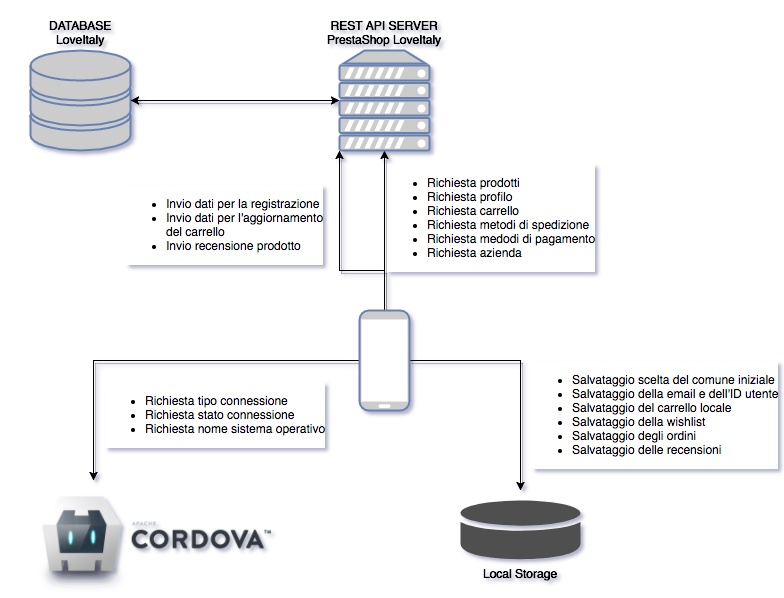 DATABASE
LoveItaly
REST API SERVER
PrestaShop LoveItaly
Invio dati per la registrazione
Invio dati per l'aggiornamento
del carrello
Invio recensione prodotto
Richiesta prodotti
Richiesta profilo
Richiesta carrello
Richiesta metodi di spedizione
Richiesta medodi di pagamento
Richiesta azienda
Richiesta tipo connessione
Richiesta stato connessione
Richiesta nome sistema operativo
Salvataggio scelta del comune iniziale
Salvataggio della email e dell'ID utente
Salvataggio del carrello locale
Salvataggio della wishlist
Salvataggio degli ordini
Salvataggio delle recensioni
APACHE
CORDOVA™
Local Storage